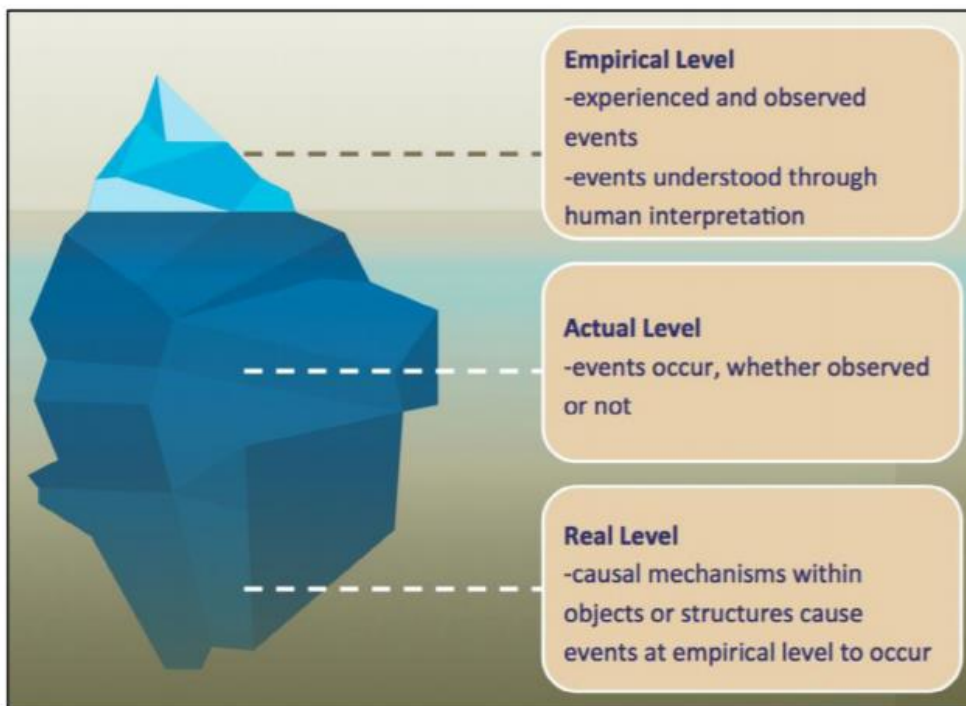 Empirical Level
-experienced and observed
events
-events understood through
human interpretation
Actual Level
-events occur, whether observed
or not
Real Level
-causal mechanisms within
objects or structures cause
events at empirical level to occur